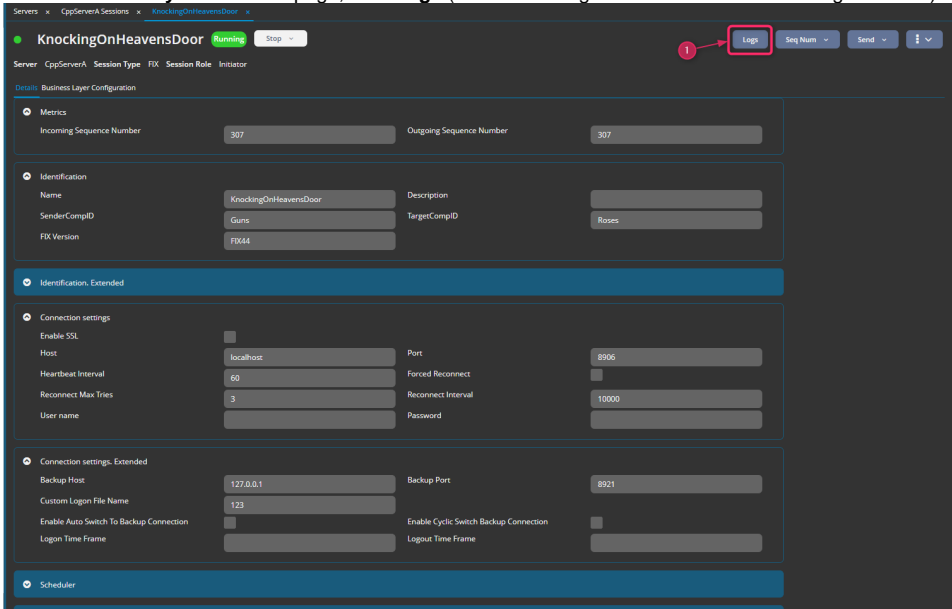 Servers x CppServerA Sessions x KnockingOnHeavensDoor x
KnockingOnHeavensDoor Running Stop
1
Logs Seq Num Send
Server CppServerA Session Type FIX Session Role Initiator
Details Business Layer Configuration
Metrics
Incoming Sequence Number 307 Outgoing Sequence Number 307
Identification
Name KnockingOnHeavensDoor Description
SenderCompID Guns TargetCompID Roses
FIX Version FIX44
Identification. Extended
Connection settings
Enable SSL
Host localhost Port 8906
Heartbeat Interval 60 Forced Reconnect
Reconnect Max Tries 3 Reconnect Interval 10000
User name Password
Connection settings. Extended
Backup Host 127.0.0.1 Backup Port 8921
Custom Logon File Name 123
Enable Auto Switch To Backup Connection Enable Cyclic Switch Backup Connection
Logon Time Frame Logout Time Frame
Scheduler